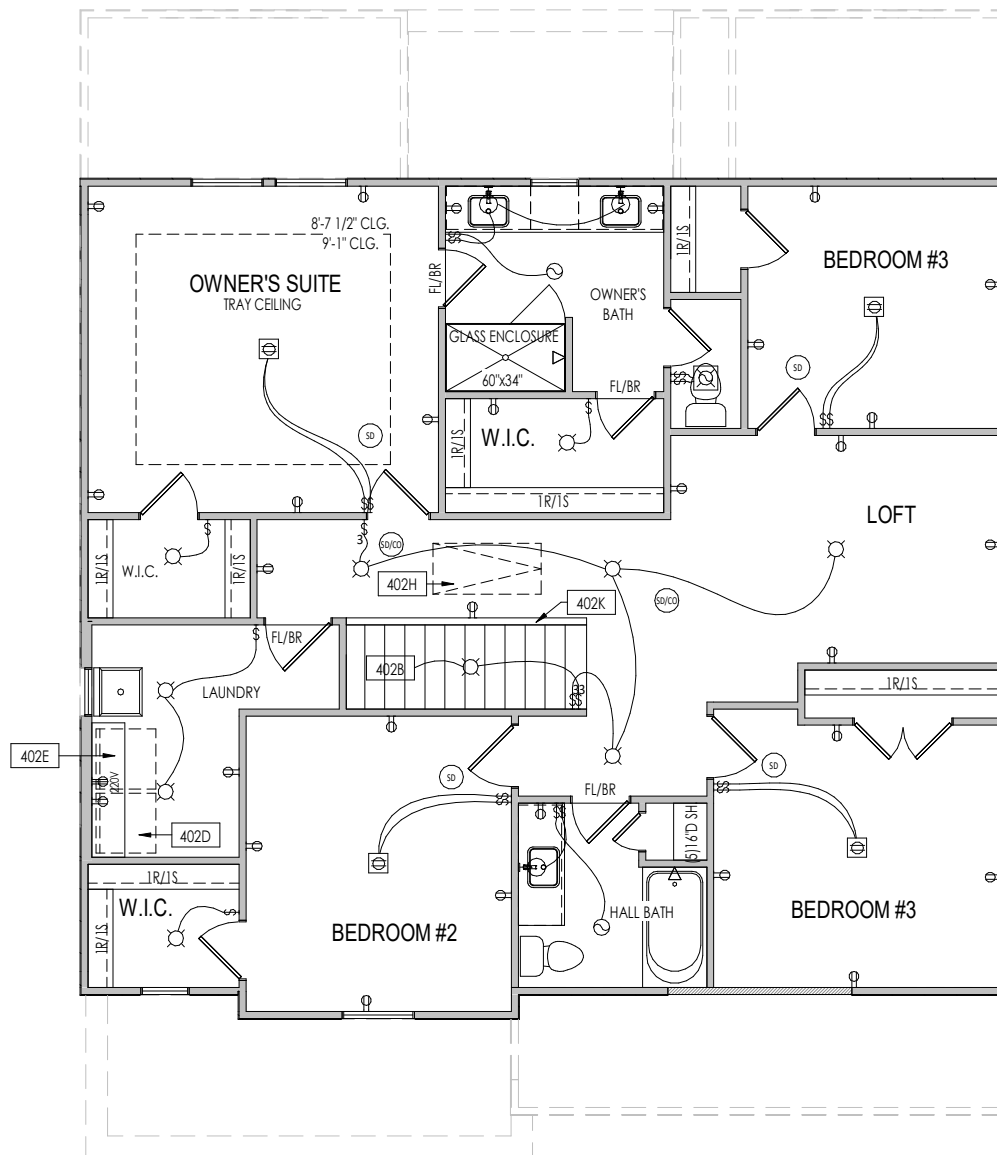 8'-7 1/2" CLG.
9'-1" CLG.
OWNER'S SUITE
TRAY CEILING
FL/BR
OWNER'S
BATH
GLASS ENCLOSURE
60"x34"
FL/BR
1R/1S
BEDROOM #3
SD
SD
W.I.C.
1R/1S
1R/1S
LOFT
$
$
$$
$$
$$
$$
$
3
SD/CO
$
W.I.C.
1R/1S
1R/1S
402H
SD/CO
402K
FL/BR
$
LAUNDRY
402B
33
$$
1R/1S
402E
220V
402D
SD
SD
FL/BR
$$
$$
$$
(5)16"D SH
1R/1S
W.I.C.
1R/1S
$
BEDROOM #2
HALL BATH
BEDROOM #3